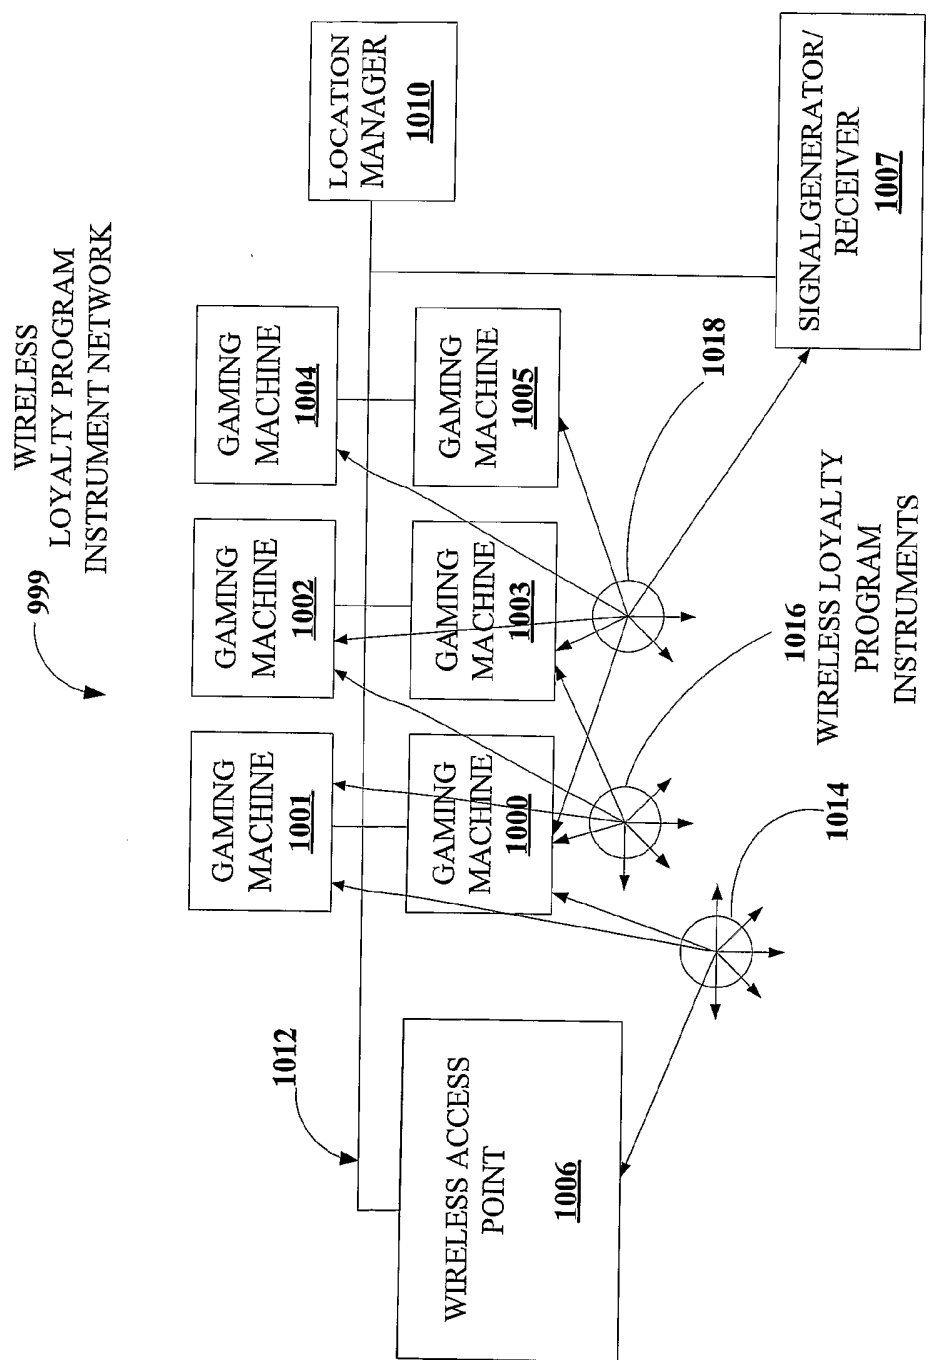 WIRELESS
LOYALTY PROGRAM
INSTRUMENT NETWORK
999
1012
GAMING
MACHINE
1001
GAMING
MACHINE
1002
GAMING
MACHINE
1004
LOCATION
MANAGER
1010
WIRELESS ACCESS
POINT
1006
GAMING
MACHINE
1000
GAMING
MACHINE
1003
GAMING
MACHINE
1005
1018
1014
1016
WIRELESS LOYALTY
PROGRAM
INSTRUMENTS
SIGNALGENERATOR/
RECEIVER
1007